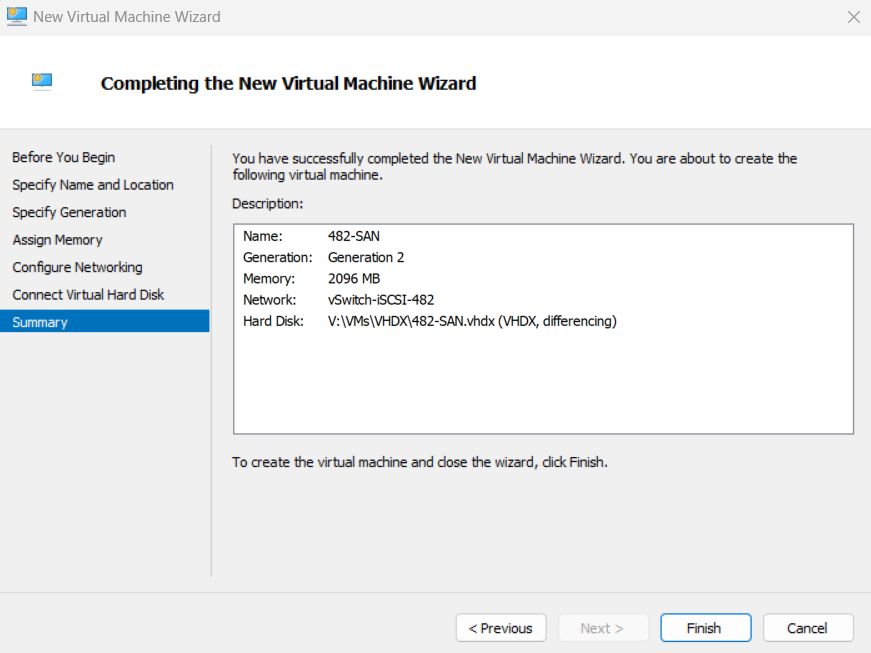 New Virtual Machine Wizard
Completing the New Virtual Machine Wizard
Before You Begin
Specify Name and Location
Specify Generation
Assign Memory
Configure Networking
Connect Virtual Hard Disk
Summary
You have successfully completed the New Virtual Machine Wizard. You are about to create the
following virtual machine.
Description:
Name: 482-SAN
Generation: Generation 2
Memory: 2096 MB
Network: vSwitch-iSCSI-482
Hard Disk: V:\VMs\VHDX\482-SAN.vhdx (VHDX, differencing)
To create the virtual machine and close the wizard, click Finish.
< Previous Next > Finish Cancel